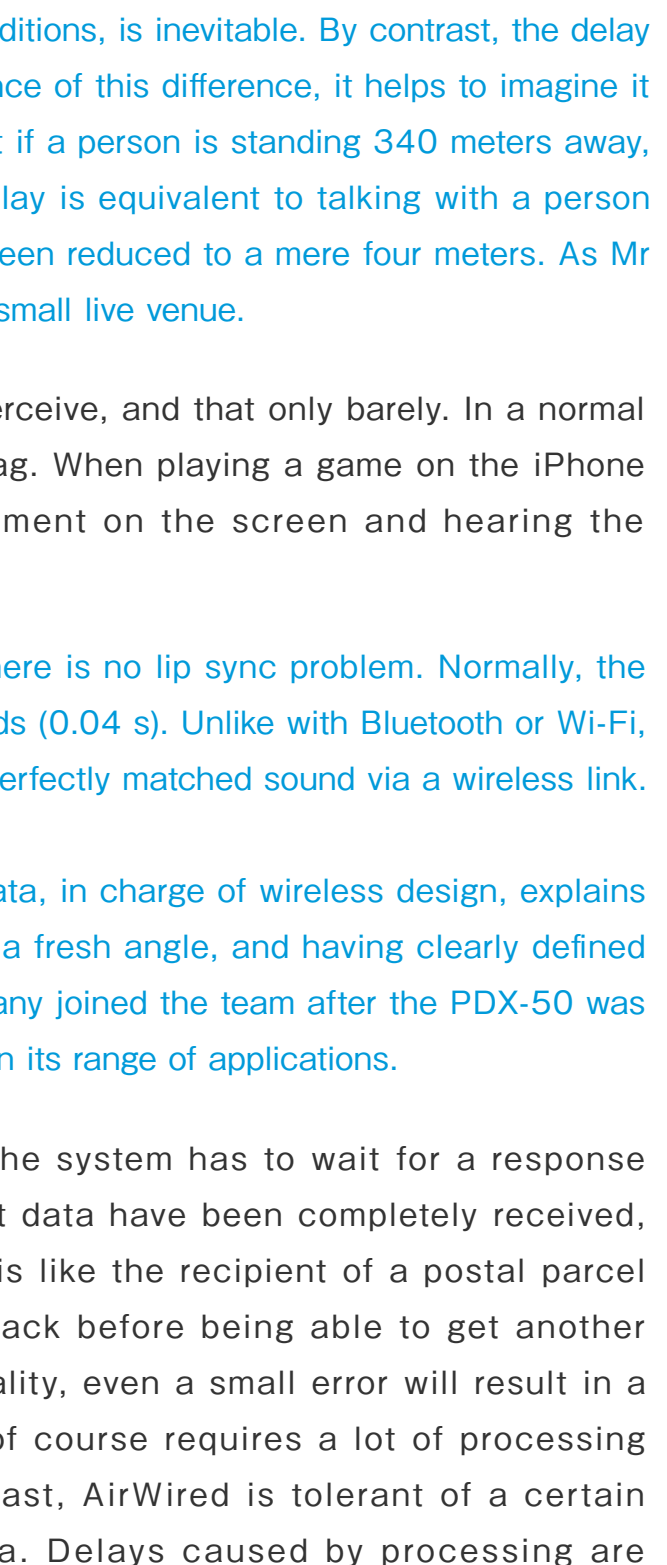 ditions, is inevitable. By contrast, the delay
nce of this difference, it helps to imagine it
if a person is standing 340 meters away,
lay is equivalent to talking with a person
een reduced to a mere four meters. As Mr
small live venue.
erceive, and that only barely. In a normal
ag. When playing a game on the iPhone
ment on the screen and hearing the
here is no lip sync problem. Normally, the
ds (0.04 s). Unlike with Bluetooth or Wi-Fi,
erfectly matched sound via a wireless link.
ata, in charge of wireless design, explains
a fresh angle, and having clearly defined
any joined the team after the PDX-50 was
n its range of applications.
he system has to wait for a response
t data have been completely received,
is like the recipient of a postal parcel
ack before being able to get another
ality, even a small error will result in a
of course requires a lot of processing
ast, AirWired is tolerant of a certain
a. Delays caused by processing are